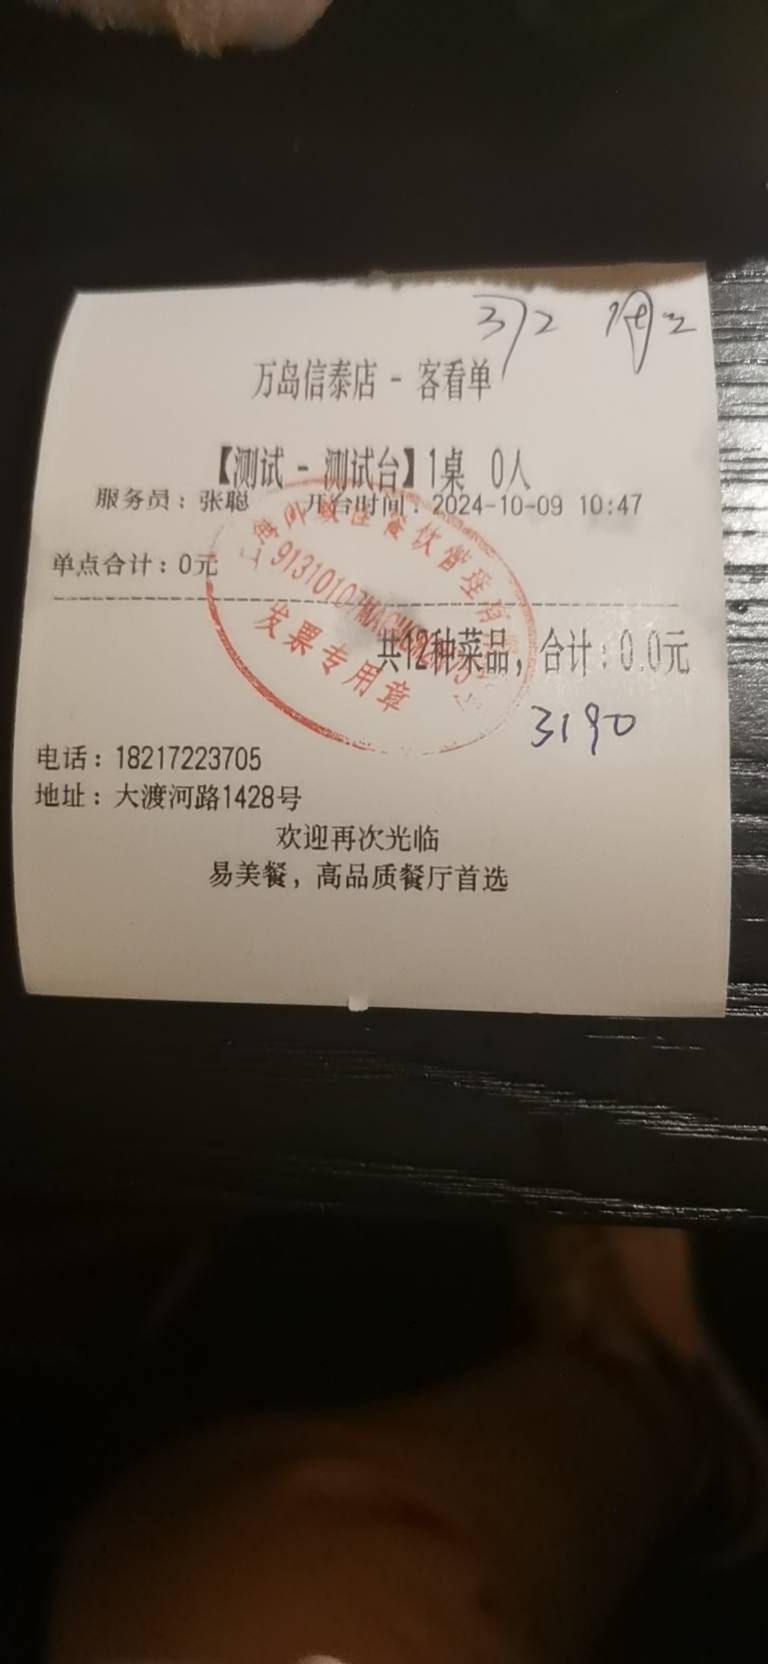 万岛信泰店 - 客看单
【测试 - 测试台】1桌 0人
服务员：张聪 开台时间：2024-10-09 10:47
单点合计：0元
共12种菜品，合计：0.0元
发票专用章
3190
电话：18217223705
地址：大渡河路1428号
欢迎再次光临
易美餐，高品质餐厅首选